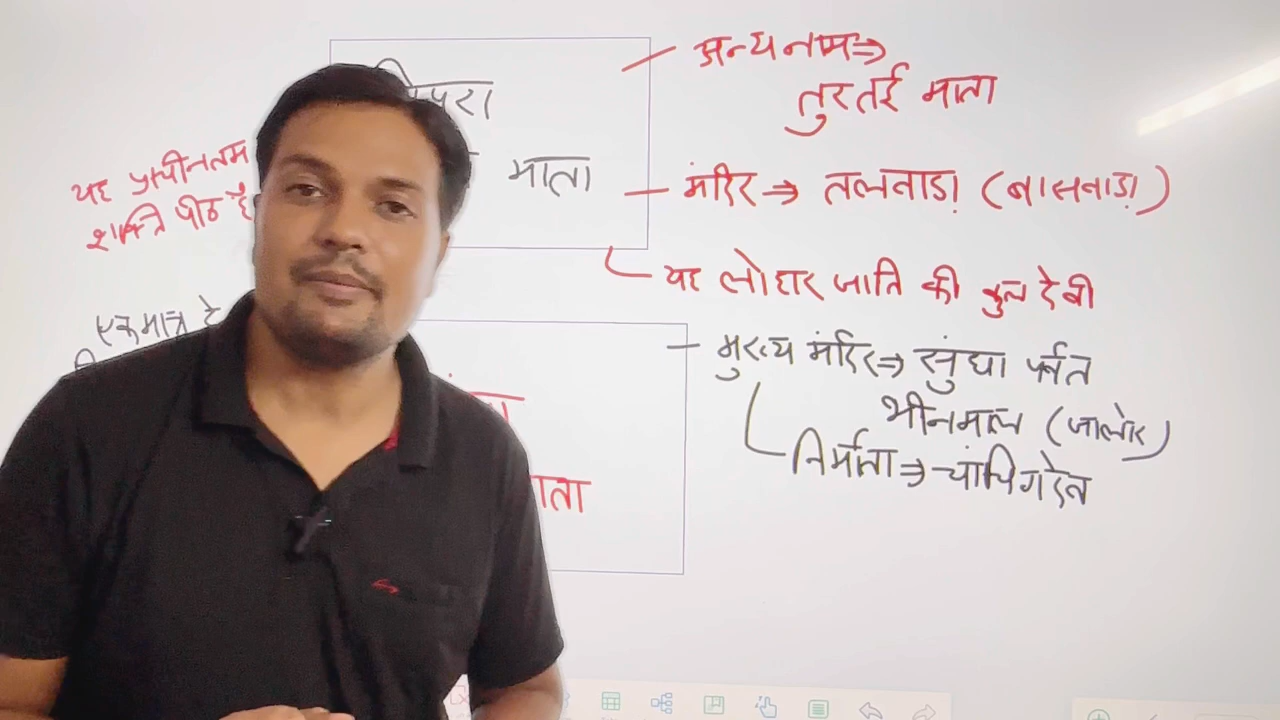 अन्य नाम ⇒
तुरतई माता
माता
यह प्राचीनतम
शक्ति पीठ है
मंदिर ⇒ तलवाडा़ (बासवाडा़)
यह लोहार जाति की कुल देवी
एकमात्र
मुख्य मंदिर ⇒ सुंधा पर्वत
भीनमाल (जालोर)
निर्माता ⇒ चांचिगदेव